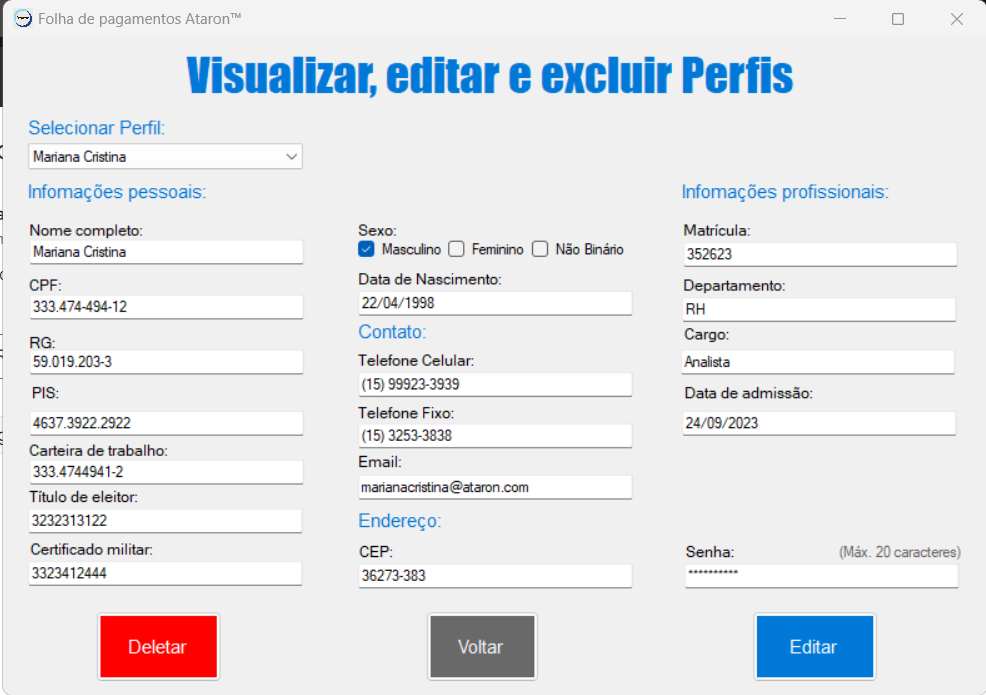 Folha de pagamentos Ataron™
Visualizar, editar e excluir Perfis
Selecionar Perfil:
Mariana Cristina
Infomações pessoais:
Nome completo:
Mariana Cristina
CPF:
333.474-494-12
RG:
59.019.203-3
PIS:
4637.3922.2922
Carteira de trabalho:
333.4744941-2
Título de eleitor:
3232313122
Certificado militar:
3323412444
Sexo:
Masculino Feminino Não Binário
Data de Nascimento:
22/04/1998
Contato:
Telefone Celular:
(15) 99923-3939
Telefone Fixo:
(15) 3253-3838
Email:
marianacristina@ataron.com
Endereço:
CEP:
36273-383
Infomações profissionais:
Matrícula:
352623
Departamento:
RH
Cargo:
Analista
Data de admissão:
24/09/2023
Senha: (Máx. 20 caracteres)
**********
Deletar Voltar Editar